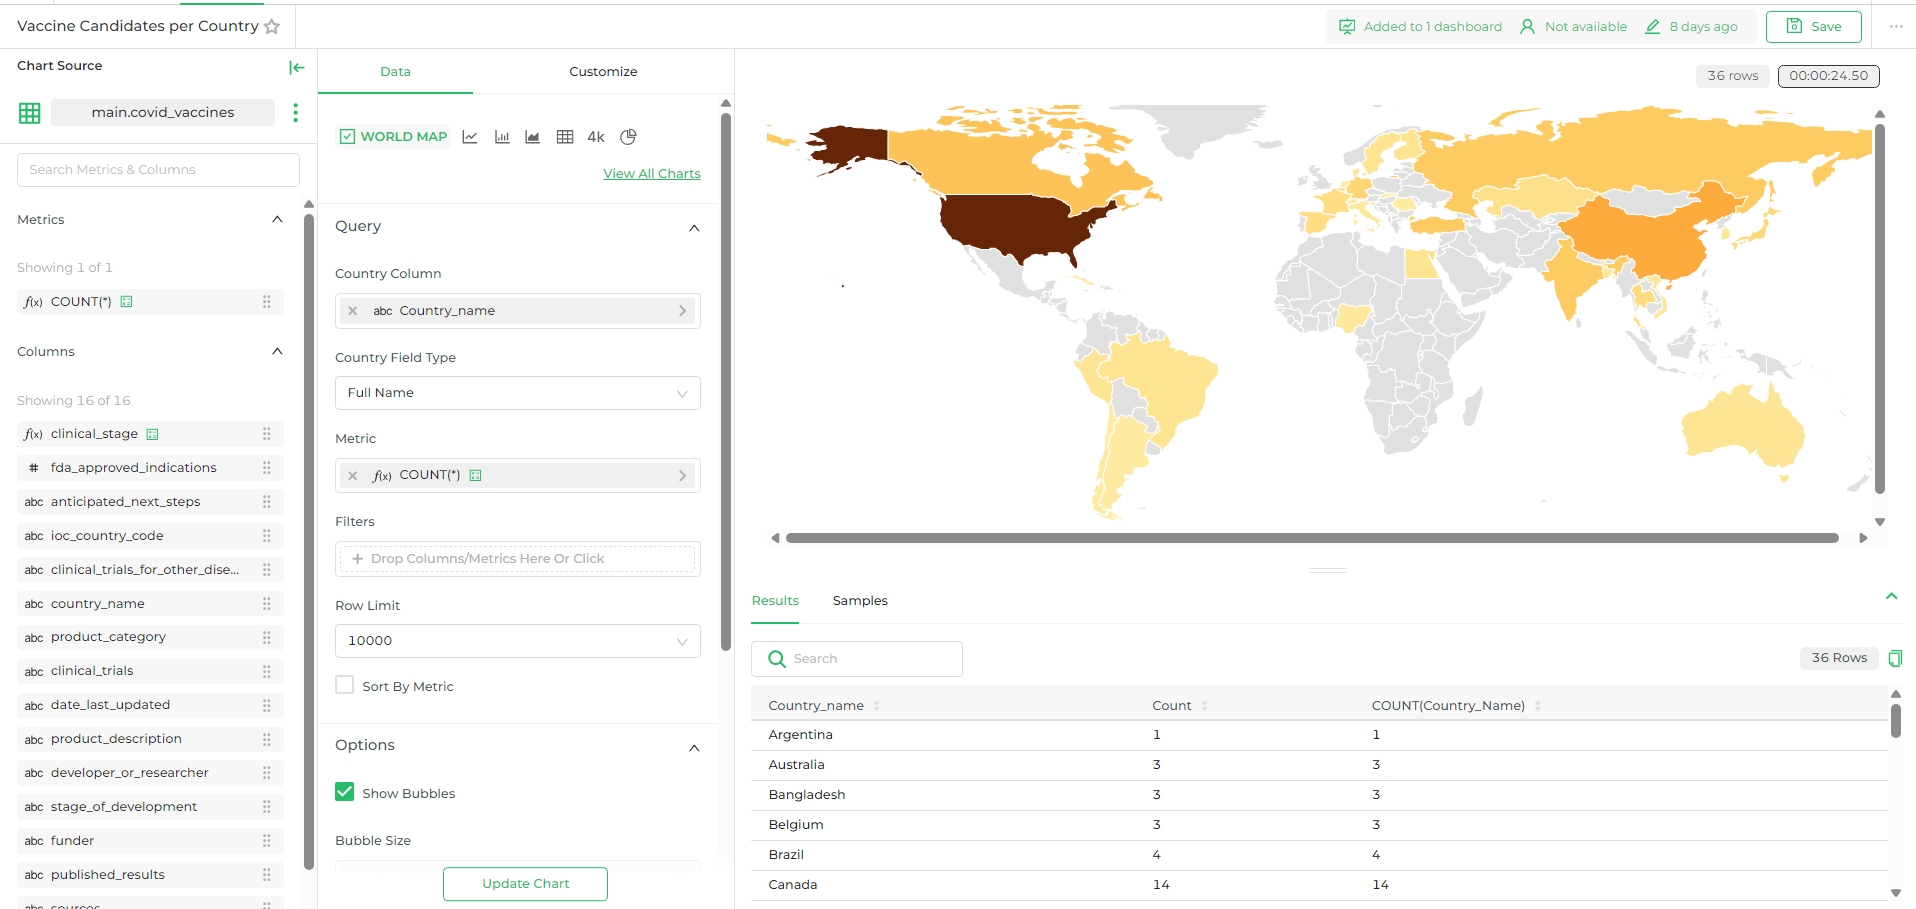 Vaccine Candidates per Country
Added to 1 dashboard
Not available
8 days ago
Save
Chart Source
main.covid_vaccines
Search Metrics & Columns
Metrics
Showing 1 of 1
f(x) COUNT(*)
Columns
Showing 16 of 16
f(x) clinical_stage
# fda_approved_indications
abc anticipated_next_steps
abc ioc_country_code
abc clinical_trials_for_other_dise...
abc country_name
abc product_category
abc clinical_trials
abc date_last_updated
abc product_description
abc developer_or_researcher
abc stage_of_development
abc funder
abc published_results
abc sources
Data
Customize
WORLD MAP
4k
View All Charts
Query
Country Column
abc Country_name
Country Field Type
Full Name
Metric
f(x) COUNT(*)
Filters
+ Drop Columns/Metrics Here Or Click
Row Limit
10000
Sort By Metric
Options
Show Bubbles
Bubble Size
Update Chart
36 rows
00:00:24.50
Results
Samples
Search
36 Rows
Country_name Count COUNT(Country_Name)
Argentina 1 1
Australia 3 3
Bangladesh 3 3
Belgium 3 3
Brazil 4 4
Canada 14 14